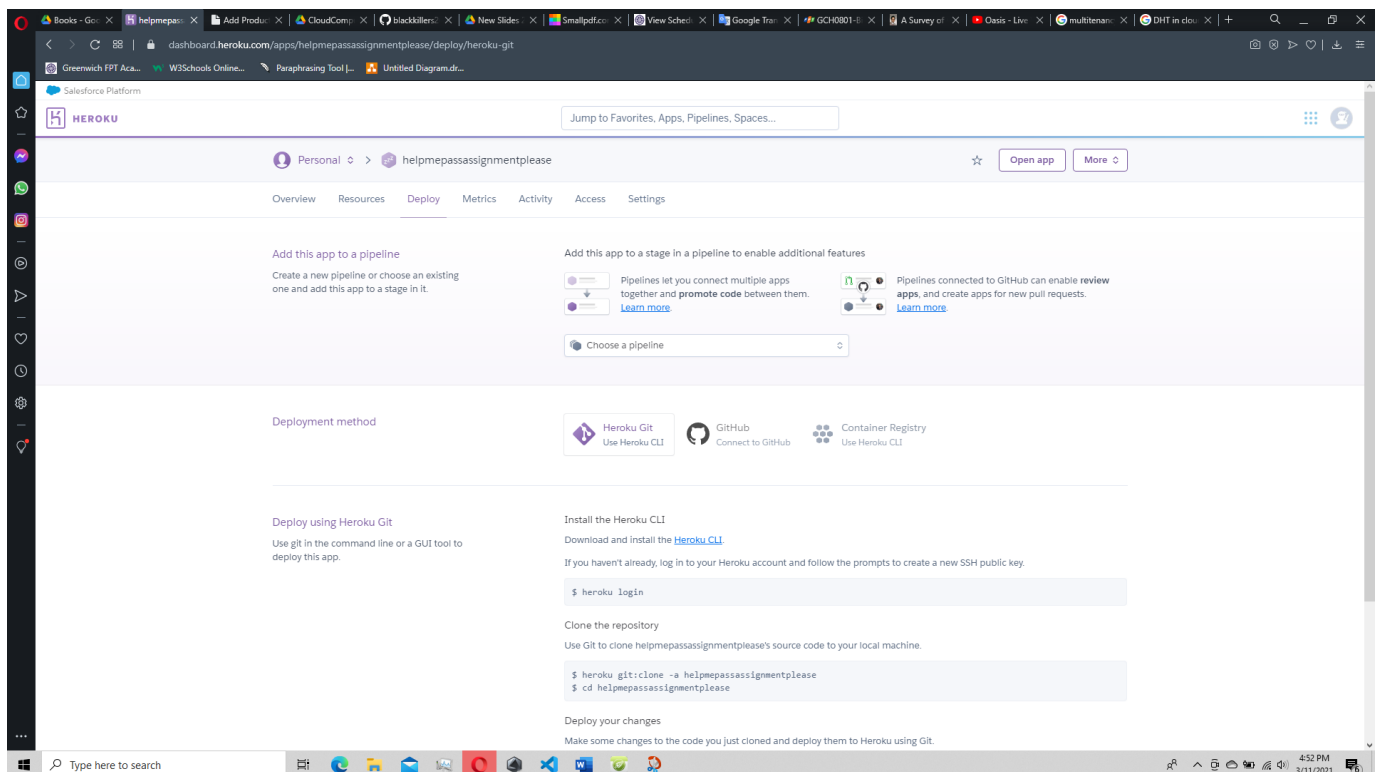 Books - Goo
helpmepass
Add Produc
CloudComp
blackkillers
New Slides
Smallpdf.co
View Sched
Google Tran
GCH0801-B
A Survey of
Oasis - Live
multitenanc
DHT in clou
dashboard.heroku.com/apps/helpmepassassignmentplease/deploy/heroku-git
Greenwich FPT Aca...
W3Schools Online...
Paraphrasing Tool |...
Untitled Diagram.dr...
Salesforce Platform
HEROKU
Jump to Favorites, Apps, Pipelines, Spaces...
Personal
helpmepassassignmentplease
Open app
More
Overview Resources Deploy Metrics Activity Access Settings
Add this app to a pipeline
Create a new pipeline or choose an existing
one and add this app to a stage in it.
Add this app to a stage in a pipeline to enable additional features
Pipelines let you connect multiple apps
together and promote code between them.
Learn more.
Pipelines connected to GitHub can enable review
apps, and create apps for new pull requests.
Learn more.
Choose a pipeline
Deployment method
Heroku Git
Use Heroku CLI
GitHub
Connect to GitHub
Container Registry
Use Heroku CLI
Deploy using Heroku Git
Use git in the command line or a GUI tool to
deploy this app.
Install the Heroku CLI
Download and install the Heroku CLI.
If you haven't already, log in to your Heroku account and follow the prompts to create a new SSH public key.
$ heroku login
Clone the repository
Use Git to clone helpmepassassignmentplease's source code to your local machine.
$ heroku git:clone -a helpmepassassignmentplease
$ cd helpmepassassignmentplease
Deploy your changes
Make some changes to the code you just cloned and deploy them to Heroku using Git.
Type here to search
4:52 PM
3/11/2021